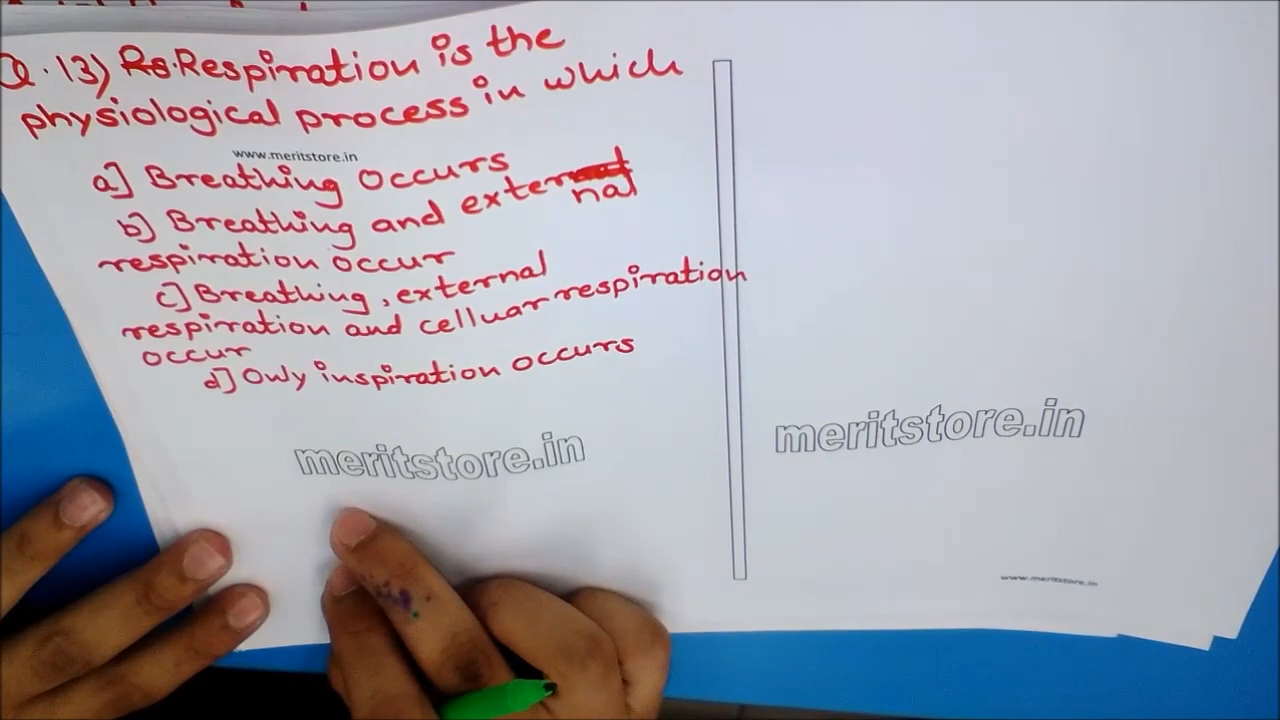 Q.13) Respiration is the
physiological process in which
www.meritstore.in
a] Breathing occurs
b] Breathing and external
respiration occur
c] Breathing, external
respiration and celluar respiration
occur
d] Only inspiration occurs
meritstore.in
meritstore.in
www.meritstore.in